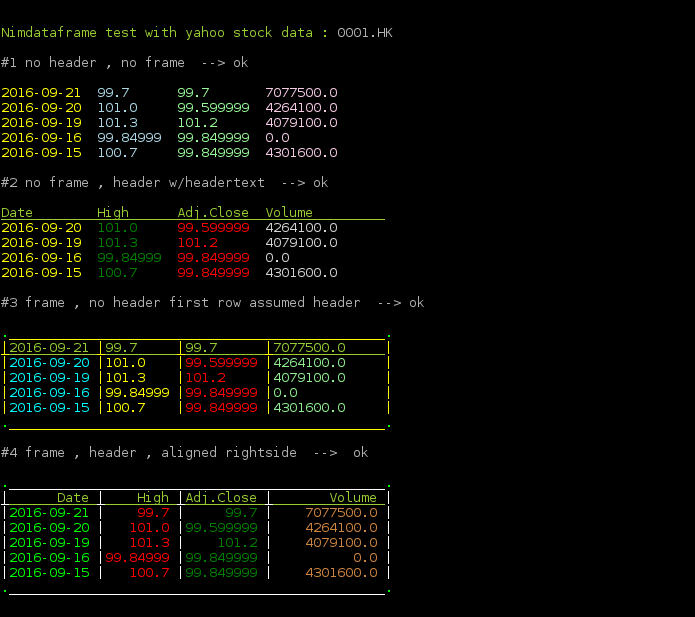 Nimdataframe test with yahoo stock data : 0001.HK
#1 no header , no frame  --> ok
2016-09-21  99.7      99.7       7077500.0
2016-09-20  101.0     99.599999  4264100.0
2016-09-19  101.3     101.2      4079100.0
2016-09-16  99.84999  99.849999  0.0
2016-09-15  100.7     99.849999  4301600.0
#2 no frame , header w/headertext  --> ok
Date        High      Adj.Close  Volume
2016-09-20  101.0     99.599999  4264100.0
2016-09-19  101.3     101.2      4079100.0
2016-09-16  99.84999  99.849999  0.0
2016-09-15  100.7     99.849999  4301600.0
#3 frame , no header first row assumed header  --> ok
|2016-09-21 |99.7     |99.7      |7077500.0     |
|2016-09-20 |101.0    |99.599999 |4264100.0     |
|2016-09-19 |101.3    |101.2     |4079100.0     |
|2016-09-16 |99.84999 |99.849999 |0.0           |
|2016-09-15 |100.7    |99.849999 |4301600.0     |
#4 frame , header , aligned rightside  -->  ok
|      Date |    High |Adj.Close |       Volume |
|2016-09-21 |    99.7 |     99.7 |    7077500.0 |
|2016-09-20 |   101.0 |99.599999 |    4264100.0 |
|2016-09-19 |   101.3 |    101.2 |    4079100.0 |
|2016-09-16 |99.84999 |99.849999 |          0.0 |
|2016-09-15 |   100.7 |99.849999 |    4301600.0 |